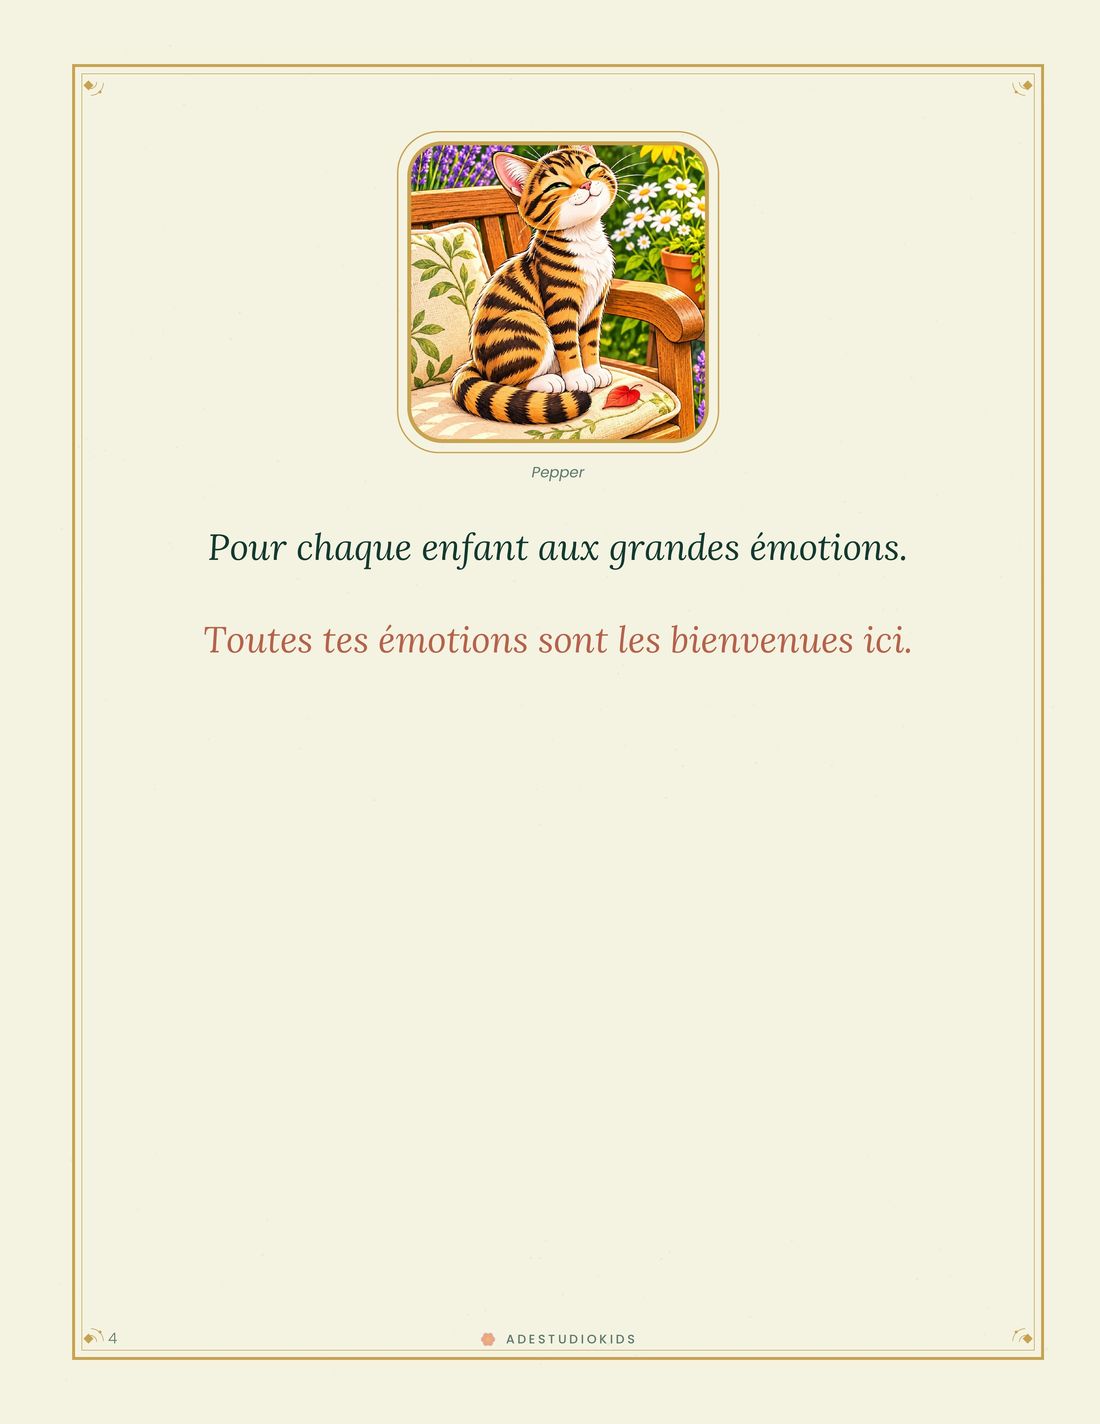 Pepper
Pour chaque enfant aux grandes émotions.
Toutes tes émotions sont les bienvenues ici.
4
ADESTUDIOKIDS